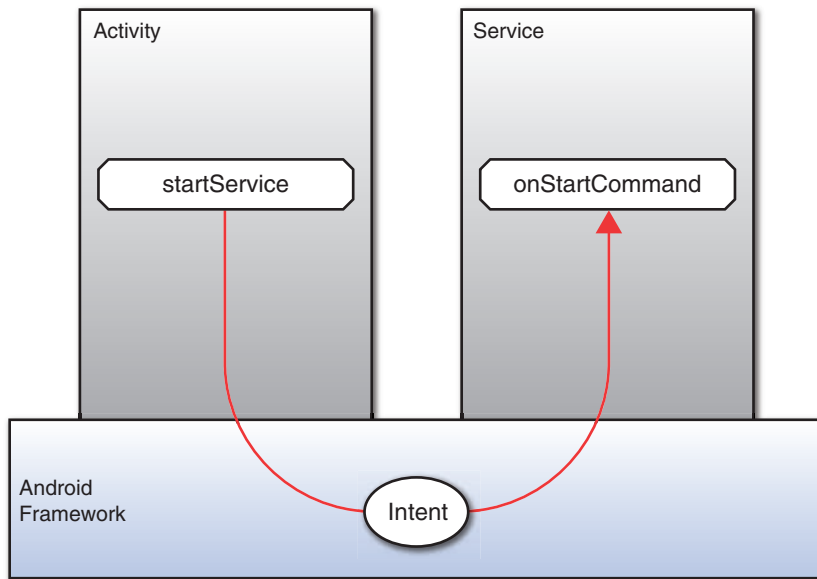 Activity
Service
startService
onStartCommand
Android
Framework
Intent